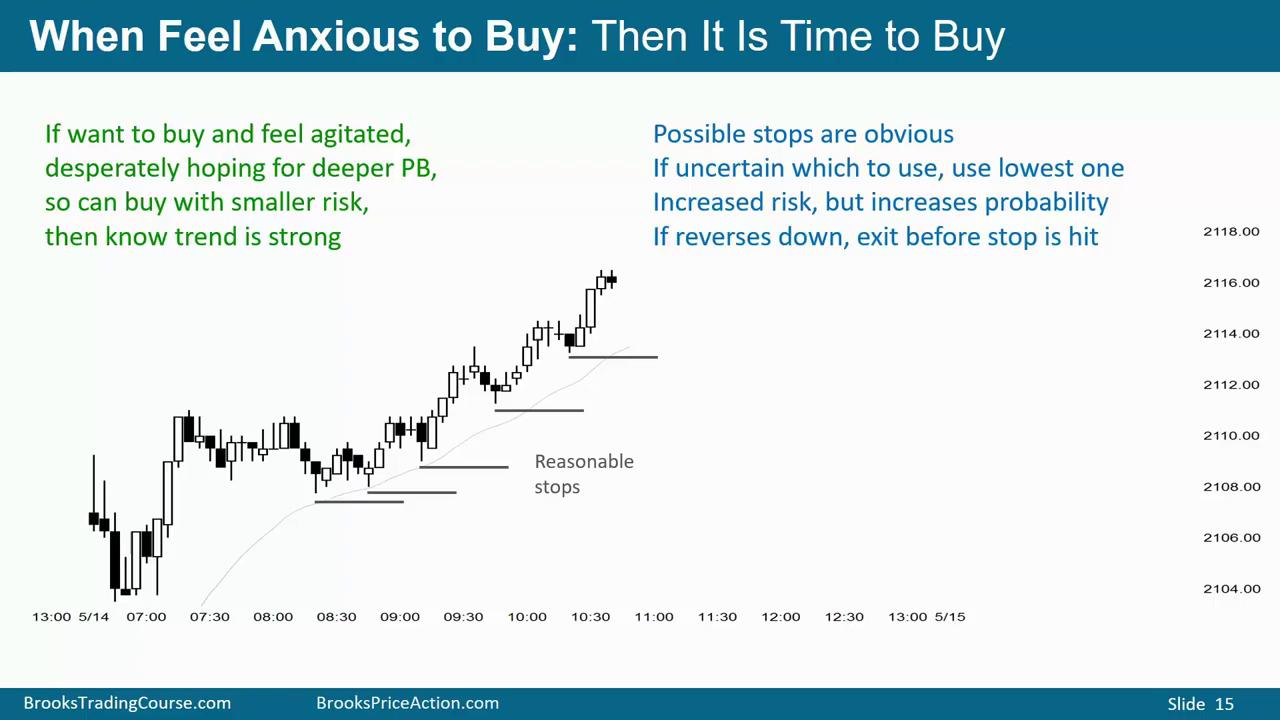 When Feel Anxious to Buy: Then It Is Time to Buy
If want to buy and feel agitated,
desperately hoping for deeper PB,
so can buy with smaller risk,
then know trend is strong
Possible stops are obvious
If uncertain which to use, use lowest one
Increased risk, but increases probability
If reverses down, exit before stop is hit
2118.00
2116.00
2114.00
2112.00
2110.00
2108.00
2106.00
2104.00
Reasonable
stops
13:00 5/14 07:00 07:30 08:00 08:30 09:00 09:30 10:00 10:30 11:00 11:30 12:00 12:30 13:00 5/15
BrooksTradingCourse.com BrooksPriceAction.com Slide 15